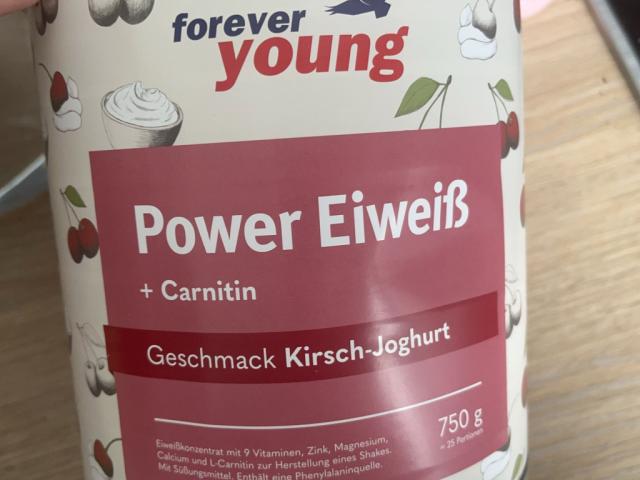 forever
young
Power Eiweiß
+ Carnitin
Geschmack Kirsch-Joghurt
750 g
= 25 Portionen
Eiweißkonzentrat mit 9 Vitaminen, Zink, Magnesium,
Calcium und L-Carnitin zur Herstellung eines Shakes.
Mit Süßungsmittel. Enthält eine Phenylalaninquelle.